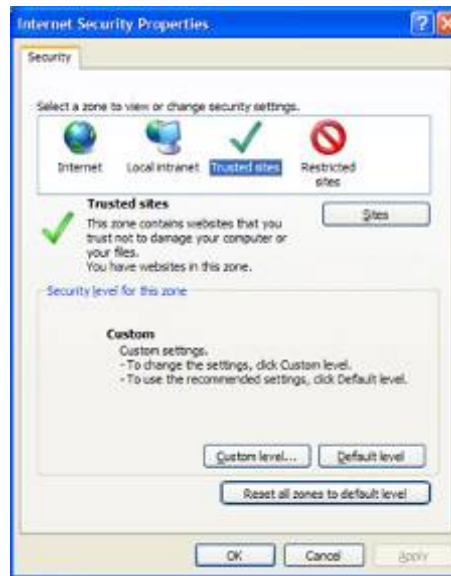 Internet Security Properties
Security
Select a zone to view or change security settings.
Internet Local intranet Trusted sites Restricted sites
Trusted sites
Sites
This zone contains websites that you
trust not to damage your computer or
your files.
You have websites in this zone.
Security level for this zone
Custom
Custom settings.
- To change the settings, click Custom level.
- To use the recommended settings, click Default level.
Custom level... Default level
Reset all zones to default level
OK Cancel Apply